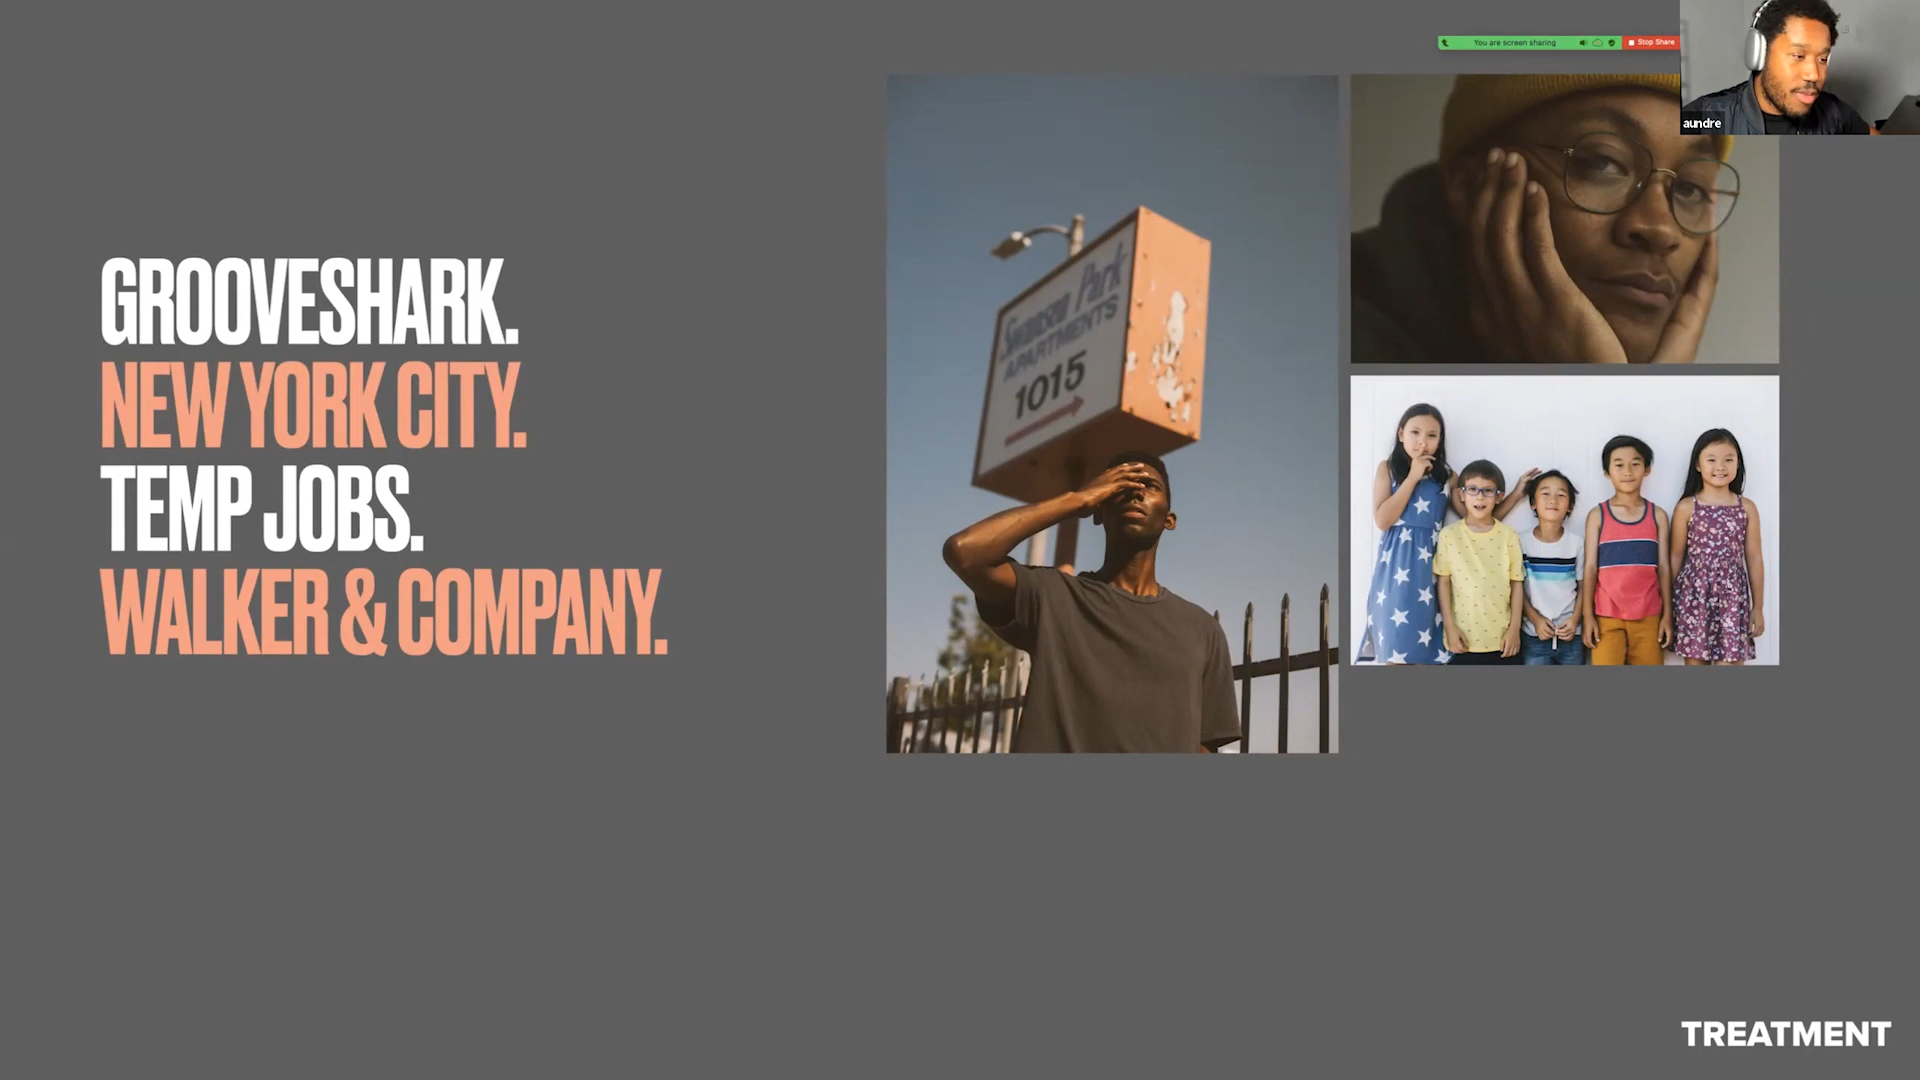 You are screen sharing
Stop Share
aundre
GROOVESHARK.
NEW YORK CITY.
TEMP JOBS.
WALKER & COMPANY.
Swansea Park
APARTMENTS
1015
TREATMENT